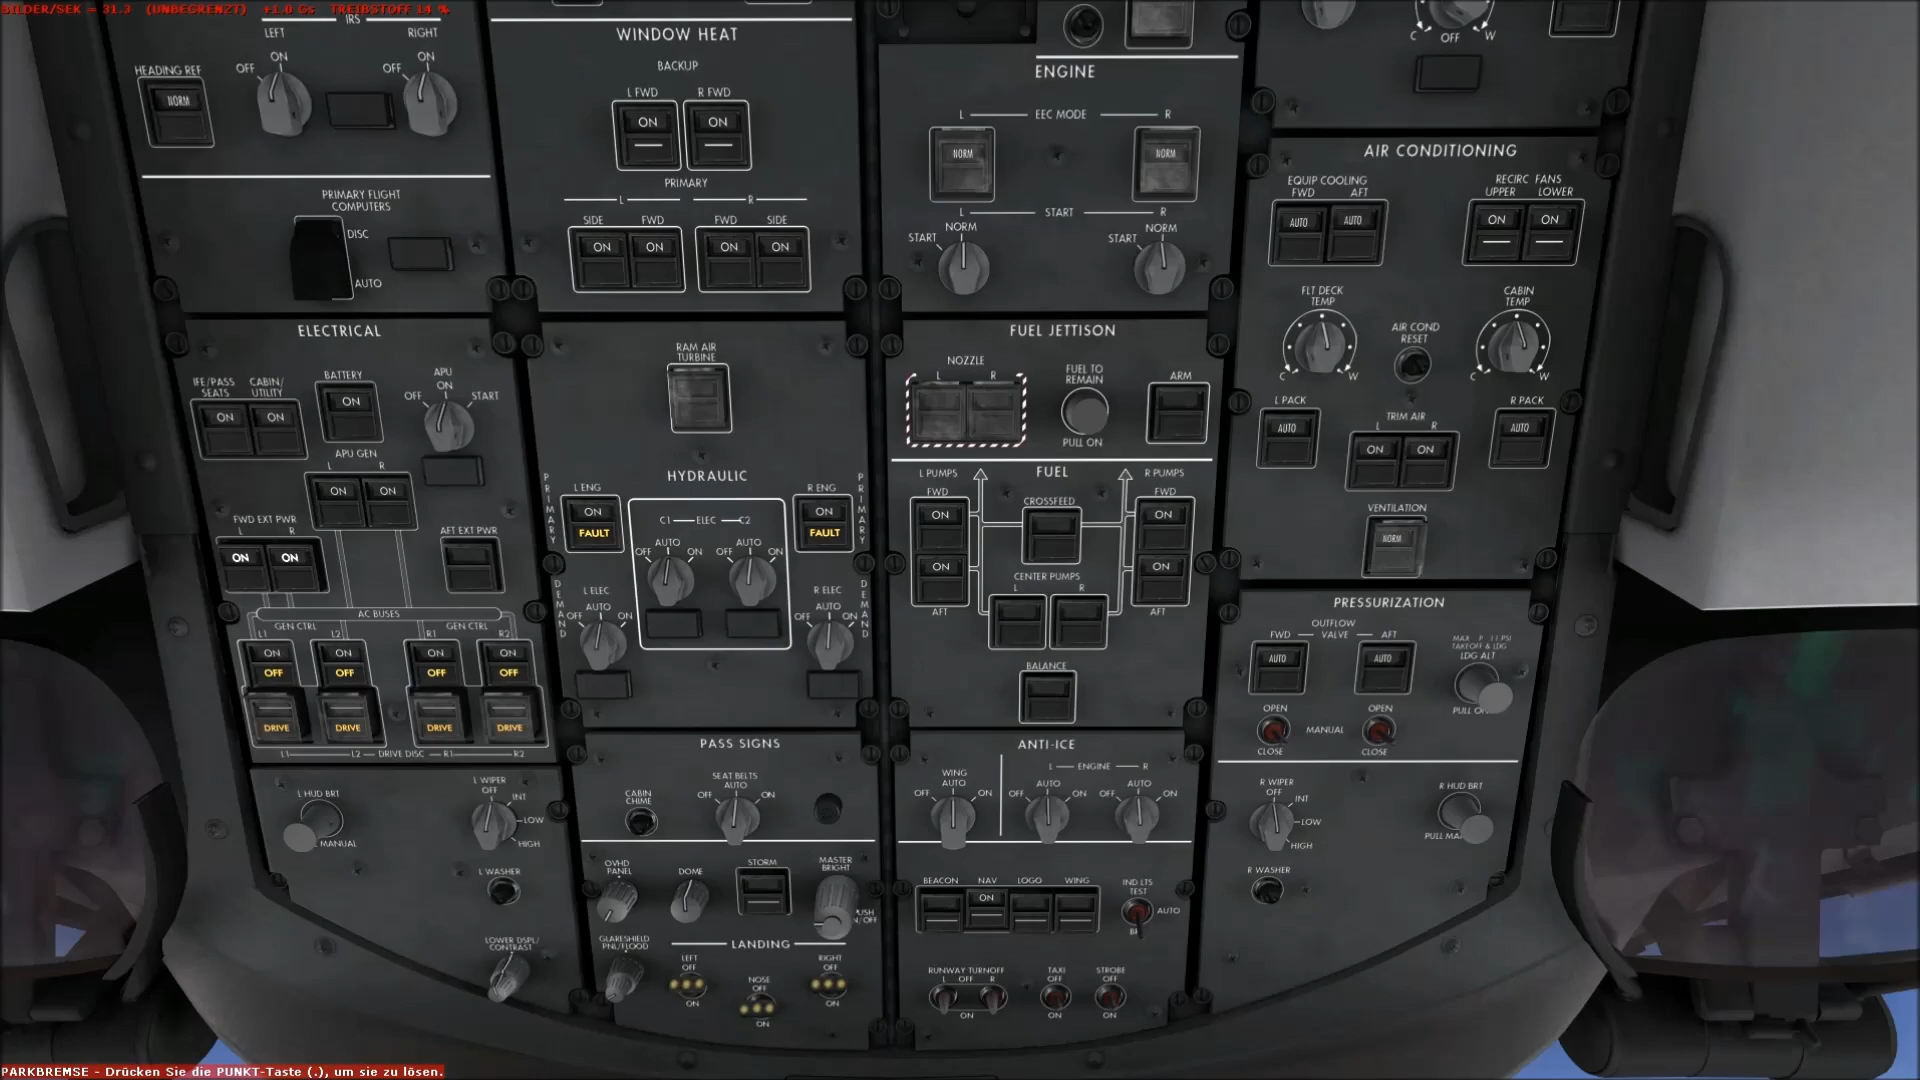 BILDER/SEK = 31.3 (UNBEGRENZT) +1.0 Gs TREIBSTOFF 14 %
IRS
LEFT
RIGHT
ON
ON
OFF
OFF
HEADING REF
NORM
PRIMARY FLIGHT
COMPUTERS
DISC
AUTO
WINDOW HEAT
BACKUP
L FWD
R FWD
ON
ON
PRIMARY
L
R
SIDE
FWD
FWD
SIDE
ON
ON
ON
ON
ENGINE
L
EEC MODE
R
NORM
NORM
L
START
R
NORM
NORM
START
START
C
OFF
W
AIR CONDITIONING
EQUIP COOLING
FWD
AFT
AUTO
AUTO
RECIRC FANS
UPPER
LOWER
ON
ON
FLT DECK
TEMP
CABIN
TEMP
C
W
C
W
AIR COND
RESET
L PACK
R PACK
AUTO
AUTO
TRIM AIR
L
R
ON
ON
VENTILATION
NORM
ELECTRICAL
IFE/PASS
SEATS
CABIN/
UTILITY
ON
ON
BATTERY
ON
APU
ON
OFF
START
APU GEN
L
R
ON
ON
FWD EXT PWR
L
R
ON
ON
AFT EXT PWR
AC BUSES
GEN CTRL
GEN CTRL
L1
L2
R1
R2
ON
ON
ON
ON
OFF
OFF
OFF
OFF
DRIVE
DRIVE
DRIVE
DRIVE
L1
L2
DRIVE DISC
R1
R2
RAM AIR
TURBINE
HYDRAULIC
PRIMARY
L ENG
ON
FAULT
C1
ELEC
C2
AUTO
AUTO
OFF
ON
OFF
ON
R ENG
ON
FAULT
PRIMARY
DEMAND
L ELEC
AUTO
OFF
ON
R ELEC
AUTO
OFF
ON
DEMAND
FUEL JETTISON
NOZZLE
L
R
FUEL TO
REMAIN
PULL ON
ARM
L PUMPS
FUEL
R PUMPS
FWD
FWD
ON
ON
CROSSFEED
ON
ON
AFT
AFT
CENTER PUMPS
L
R
BALANCE
PRESSURIZATION
OUTFLOW
FWD
VALVE
AFT
AUTO
AUTO
TAKEOFF & LDG
LDG ALT
OPEN
OPEN
MANUAL
CLOSE
CLOSE
L HUD BRT
MANUAL
L WIPER
OFF
INT
LOW
HIGH
L WASHER
LOWER DSPL/
CONTRAST
PASS SIGNS
SEAT BELTS
AUTO
OFF
ON
CABIN
CHIME
OVHD
PANEL
DOME
STORM
MASTER
BRIGHT
GLARESHIELD
PNL/FLOOD
LANDING
LEFT
OFF
ON
NOSE
OFF
ON
RIGHT
OFF
ON
ANTI-ICE
WING
AUTO
OFF
ON
L
ENGINE
R
AUTO
AUTO
OFF
ON
OFF
ON
BEACON
NAV
LOGO
WING
ON
IND LTS
TEST
AUTO
RUNWAY TURNOFF
L
OFF
R
ON
TAXI
OFF
ON
STROBE
OFF
ON
R WIPER
OFF
INT
LOW
HIGH
R WASHER
R HUD BRT
PARKBREMSE - Drücken Sie die PUNKT-Taste (.), um sie zu lösen.